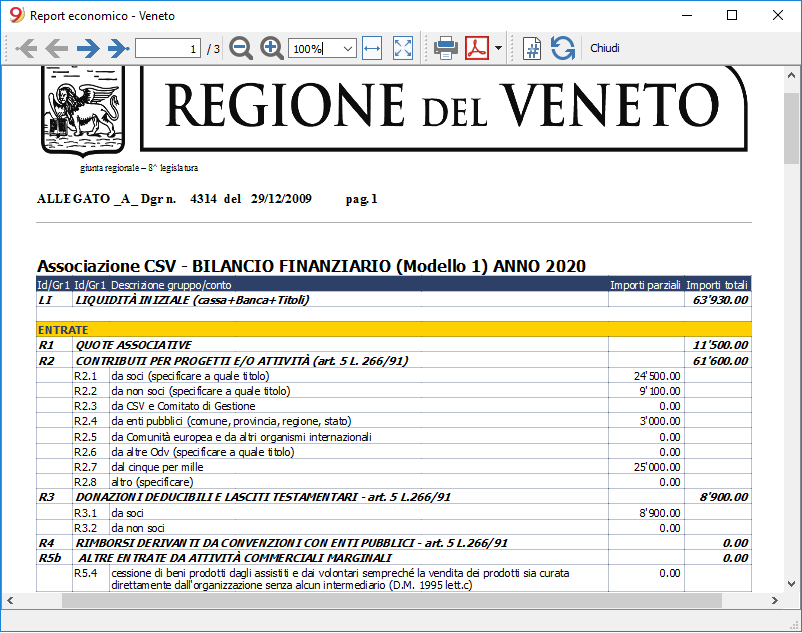 Report economico - Veneto
1 / 3 100% Chiudi
REGIONE DEL VENETO
giunta regionale – 8^ legislatura
ALLEGATO _A_ Dgr n. 4314 del 29/12/2009 pag. 1
Associazione CSV - BILANCIO FINANZIARIO (Modello 1) ANNO 2020
Id/Gr1 Id/Gr1 Descrizione gruppo/conto Importi parziali Importi totali
LI LIQUIDITÀ INIZIALE (cassa+Banca+Titoli) 63'930.00
ENTRATE
R1 QUOTE ASSOCIATIVE 11'500.00
R2 CONTRIBUTI PER PROGETTI E/O ATTIVITÀ (art. 5 L. 266/91) 61'600.00
R2.1 da soci (specificare a quale titolo) 24'500.00
R2.2 da non soci (specificare a quale titolo) 9'100.00
R2.3 da CSV e Comitato di Gestione 0.00
R2.4 da enti pubblici (comune, provincia, regione, stato) 3'000.00
R2.5 da Comunità europea e da altri organismi internazionali 0.00
R2.6 da altre Odv (specificare a quale titolo) 0.00
R2.7 dal cinque per mille 25'000.00
R2.8 altro (specificare) 0.00
R3 DONAZIONI DEDUCIBILI E LASCITI TESTAMENTARI - art. 5 L.266/91 8'900.00
R3.1 da soci 8'900.00
R3.2 da non soci 0.00
R4 RIMBORSI DERIVANTI DA CONVENZIONI CON ENTI PUBBLICI - art. 5 L.266/91 0.00
R5b ALTRE ENTRATE DA ATTIVITÀ COMMERCIALI MARGINALI 0.00
R5.4 cessione di beni prodotti dagli assistiti e dai volontari sempreché la vendita dei prodotti sia curata 0.00
direttamente dall'organizzazione senza alcun intermediario (D.M. 1995 lett.c)